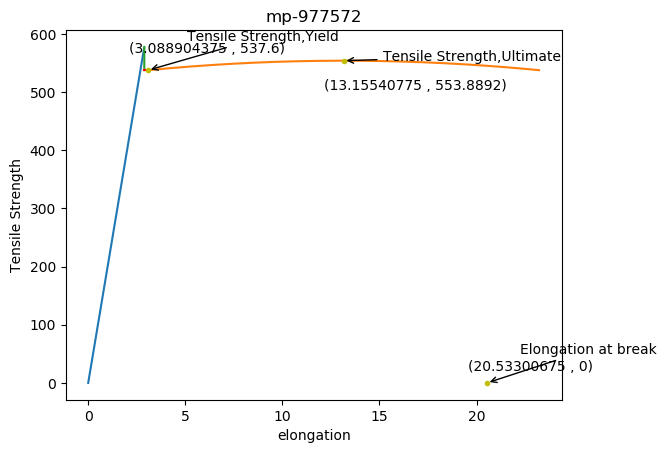 mp-977572
Tensile Strength,Yield
(3.088904375 , 537.6)
Tensile Strength,Ultimate
(13.15540775 , 553.8892)
600
500
400
300
200
100
0
Tensile Strength
Elongation at break
(20.53300675 , 0)
0 5 10 15 20
elongation